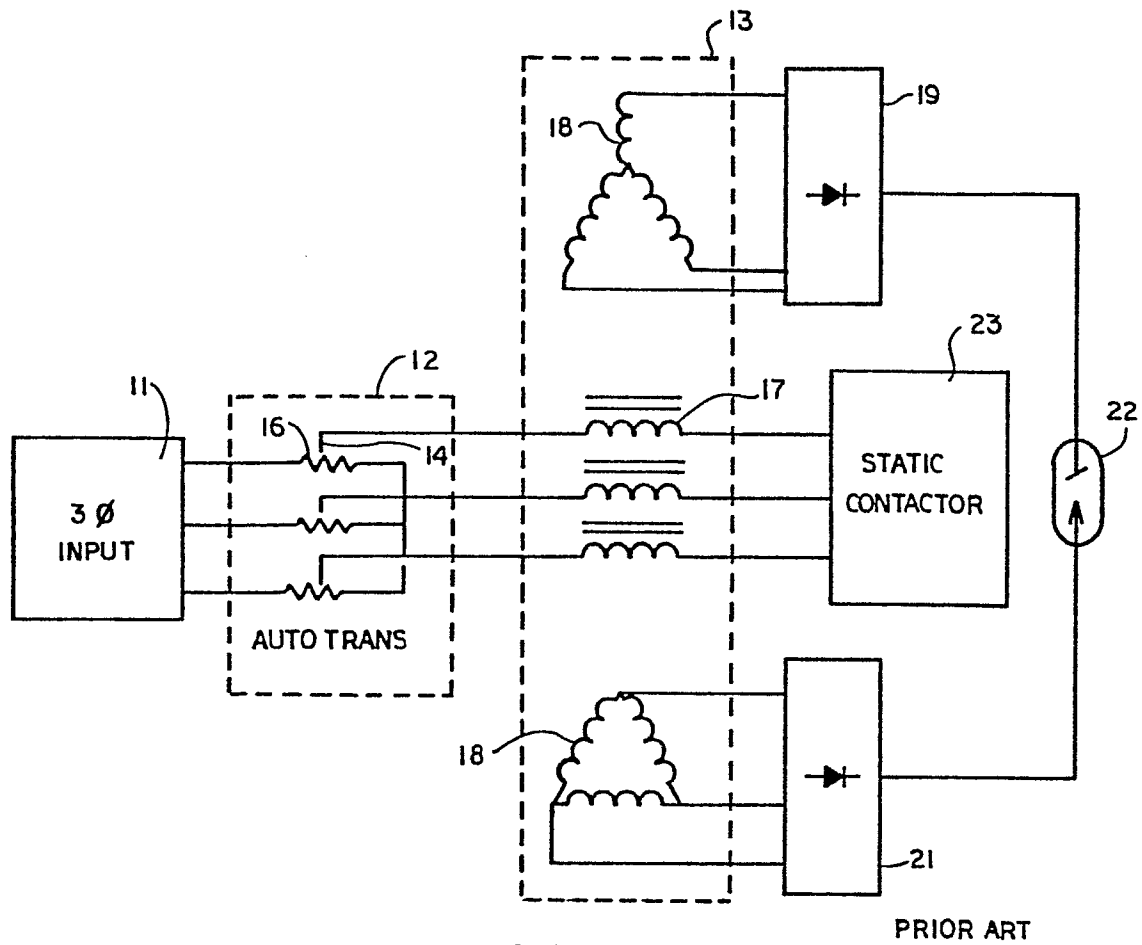 13
19
18
23
12
11
17
22
16
14
3 Ø
INPUT
STATIC
CONTACTOR
AUTO TRANS
18
21
PRIOR ART